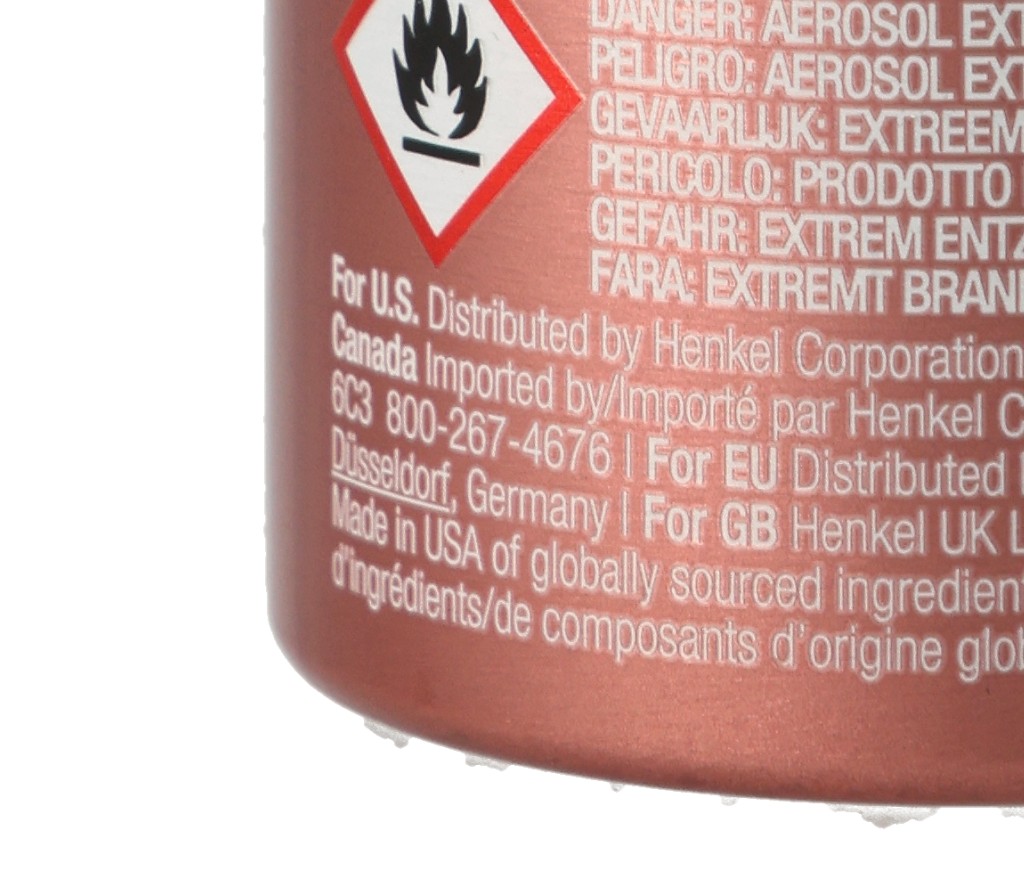 DANGER: AEROSOL EXT
PELIGRO: AEROSOL EXT
GEVAARLIJK: EXTREEM
PERICOLO: PRODOTTO
GEFAHR: EXTREM ENTZ
FARA: EXTREMT BRAN
For U.S. Distributed by Henkel Corporation
Canada Imported by/Importé par Henkel C
6C3 800-267-4676 | For EU Distributed
Düsseldorf, Germany | For GB Henkel UK L
Made in USA of globally sourced ingredient
d'ingrédients/de composants d'origine glob